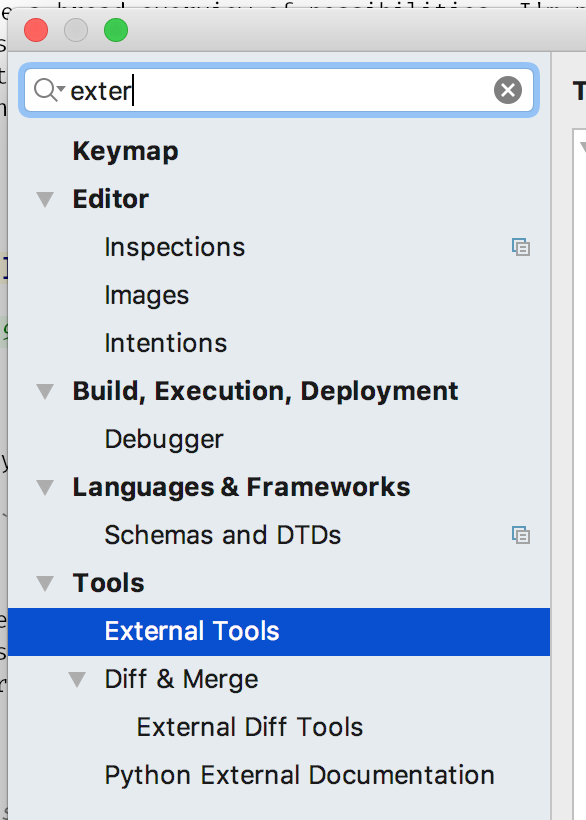 exter
Keymap
Editor
Inspections
Images
Intentions
Build, Execution, Deployment
Debugger
Languages & Frameworks
Schemas and DTDs
Tools
External Tools
Diff & Merge
External Diff Tools
Python External Documentation